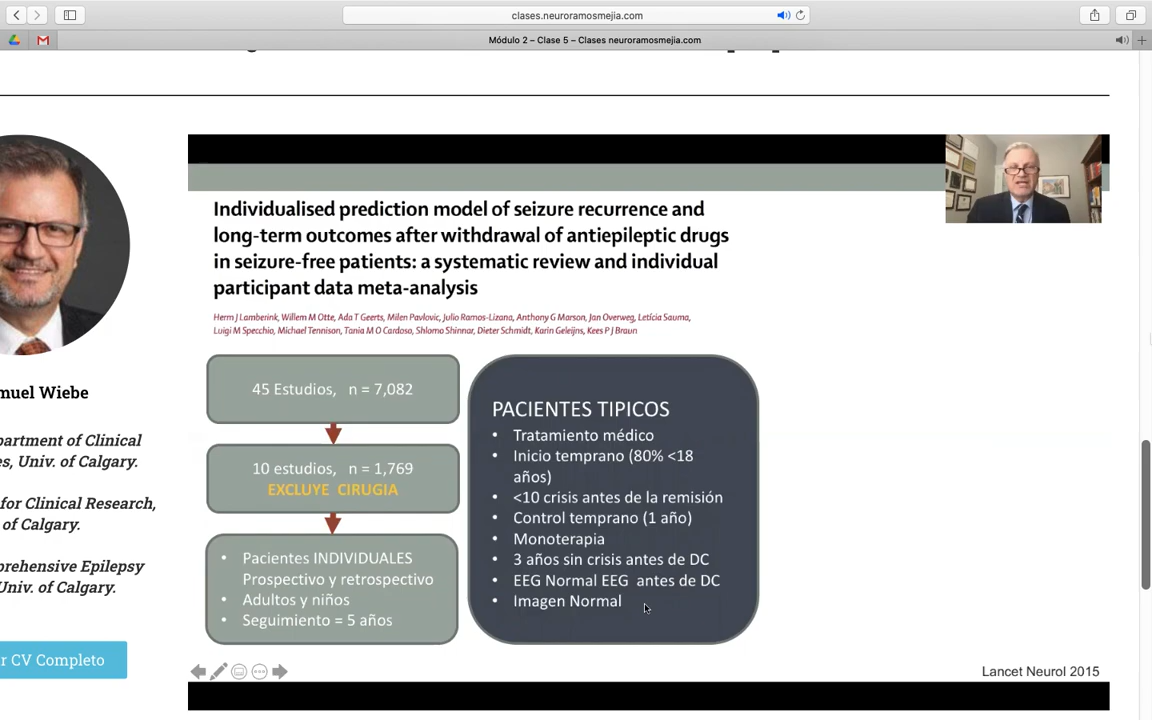 clases.neuroramosmejia.com
Módulo 2 – Clase 5 – Clases neuroramosmejia.com
Individualised prediction model of seizure recurrence and
long-term outcomes after withdrawal of antiepileptic drugs
in seizure-free patients: a systematic review and individual
participant data meta-analysis
Herm J Lamberink, Willem M Otte, Ada T Geerts, Milen Pavlovic, Julio Ramos-Lizana, Anthony G Marson, Jan Overweg, Letícia Sauma,
Luigi M Specchio, Michael Tennison, Tania M O Cardoso, Shlomo Shinnar, Dieter Schmidt, Karin Geleijns, Kees P J Braun
45 Estudios, n = 7,082
10 estudios, n = 1,769
EXCLUYE CIRUGIA
• Pacientes INDIVIDUALES
Prospectivo y retrospectivo
• Adultos y niños
• Seguimiento = 5 años
PACIENTES TIPICOS
• Tratamiento médico
• Inicio temprano (80% <18
años)
• <10 crisis antes de la remisión
• Control temprano (1 año)
• Monoterapia
• 3 años sin crisis antes de DC
• EEG Normal EEG antes de DC
• Imagen Normal
Lancet Neurol 2015
muel Wiebe
partment of Clinical
es, Univ. of Calgary.
for Clinical Research,
of Calgary.
prehensive Epilepsy
Univ. of Calgary.
r CV Completo